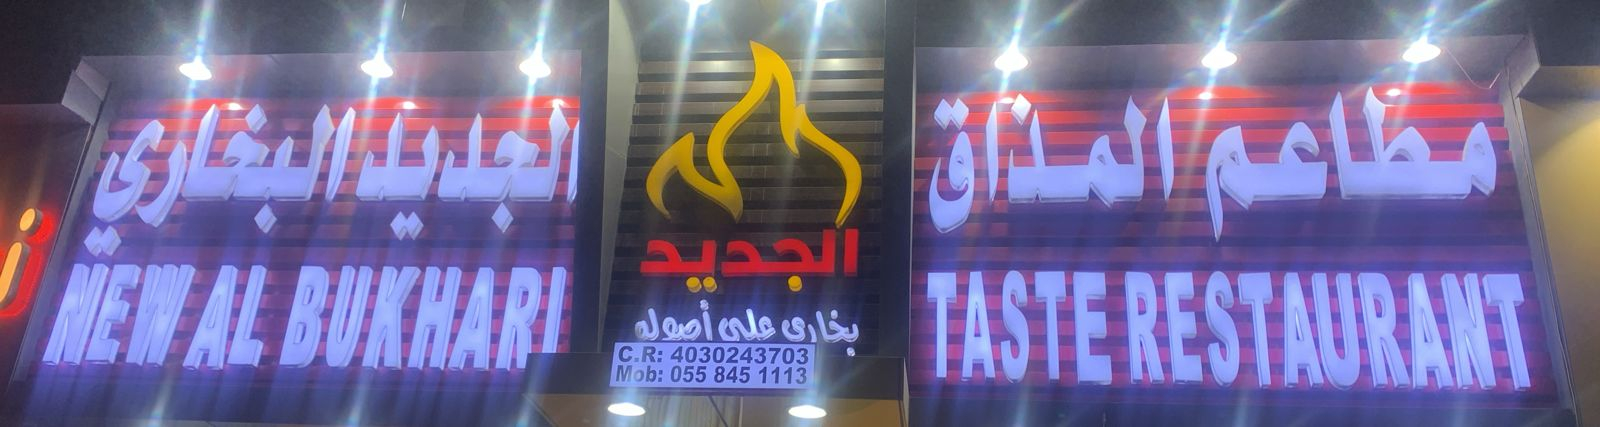 مطاعم المذاق
الجديد البخاري
NEW AL BUKHARI
TASTE RESTAURANT
الجديد
بخاري على أصوله
C.R: 4030243703
Mob: 055 845 1113